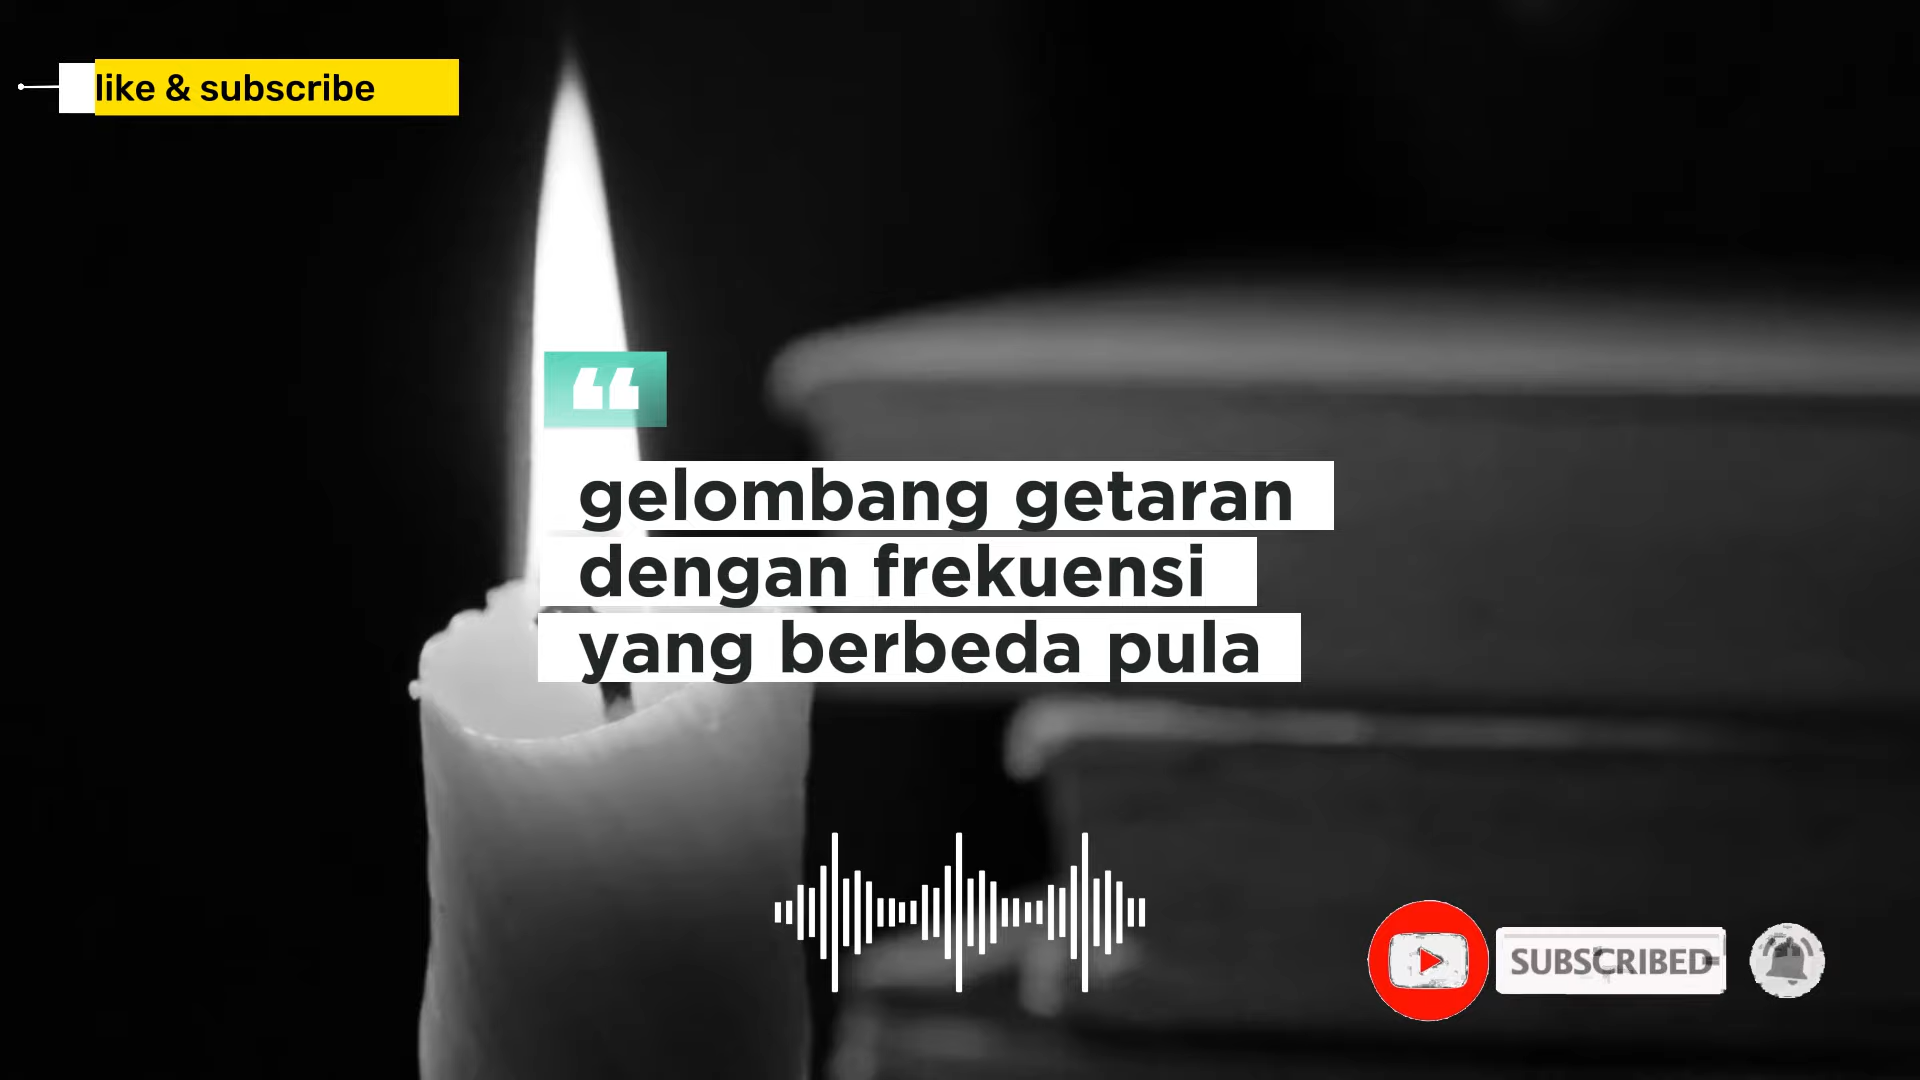 like & subscribe
“
gelombang getaran
dengan frekuensi
yang berbeda pula
SUBSCRIBED